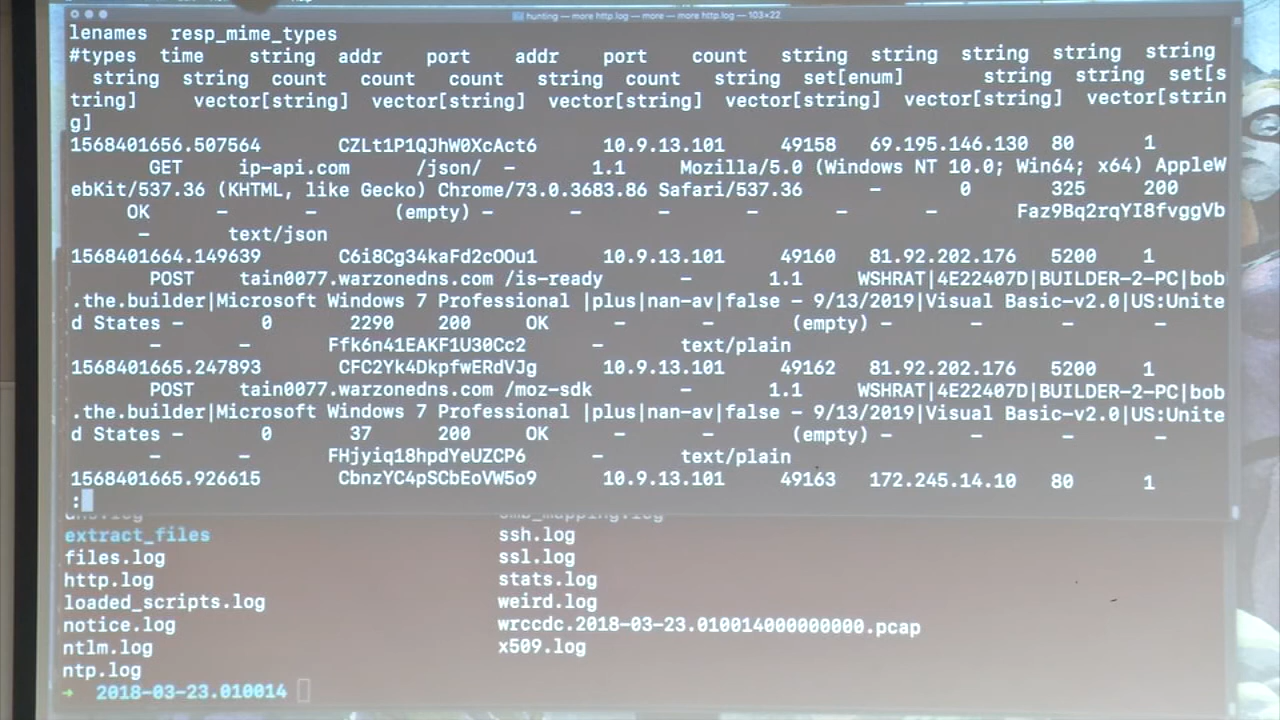 hunting — more http.log — more — more http.log — 103×22
lenames resp_mime_types
#types time string addr port addr port count string string string string string
string string count count count string count string set[enum] string string set[s
tring] vector[string] vector[string] vector[string] vector[string] vector[string] vector[strin
g]
1568401656.507564 CZLt1P1QJhW0XcAct6 10.9.13.101 49158 69.195.146.130 80 1
GET ip-api.com /json/ - 1.1 Mozilla/5.0 (Windows NT 10.0; Win64; x64) AppleW
ebKit/537.36 (KHTML, like Gecko) Chrome/73.0.3683.86 Safari/537.36 - 0 325 200
OK - - (empty) - - - - - - Faz9Bq2rqYI8fvggVb
- text/json
1568401664.149639 C6i8Cg34kaFd2cOOu1 10.9.13.101 49160 81.92.202.176 5200 1
POST tain0077.warzonedns.com /is-ready - 1.1 WSHRAT|4E22407D|BUILDER-2-PC|bob
.the.builder|Microsoft Windows 7 Professional |plus|nan-av|false - 9/13/2019|Visual Basic-v2.0|US:Unite
d States - 0 2290 200 OK - - (empty) - - - -
- - Ffk6n41EAKF1U30Cc2 - text/plain
1568401665.247893 CFC2Yk4DkpfwERdVJg 10.9.13.101 49162 81.92.202.176 5200 1
POST tain0077.warzonedns.com /moz-sdk - 1.1 WSHRAT|4E22407D|BUILDER-2-PC|bob
.the.builder|Microsoft Windows 7 Professional |plus|nan-av|false - 9/13/2019|Visual Basic-v2.0|US:Unite
d States - 0 37 200 OK - - (empty) - - - -
- - FHjyiq18hpdYeUZCP6 - text/plain
1568401665.926615 CbnzYC4pSCbEoVW5o9 10.9.13.101 49163 172.245.14.10 80 1
:
smb_mapping.log
extract_files ssh.log
files.log ssl.log
http.log stats.log
loaded_scripts.log weird.log
notice.log wrccdc.2018-03-23.010014000000000.pcap
ntlm.log x509.log
ntp.log
➜ 2018-03-23.010014